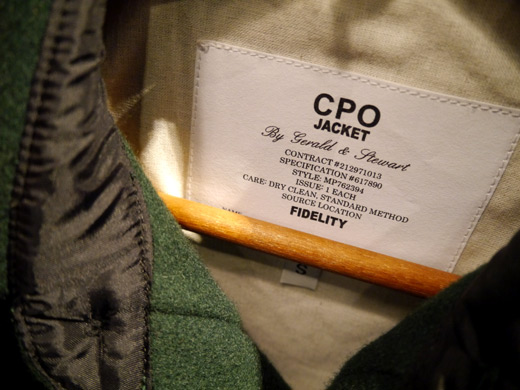 CPO
JACKET
By Gerald & Stewart
CONTRACT #212971013
SPECIFICATION #617890
STYLE: MP762394
ISSUE: 1 EACH
CARE: DRY CLEAN, STANDARD METHOD
SOURCE LOCATION
FIDELITY
S